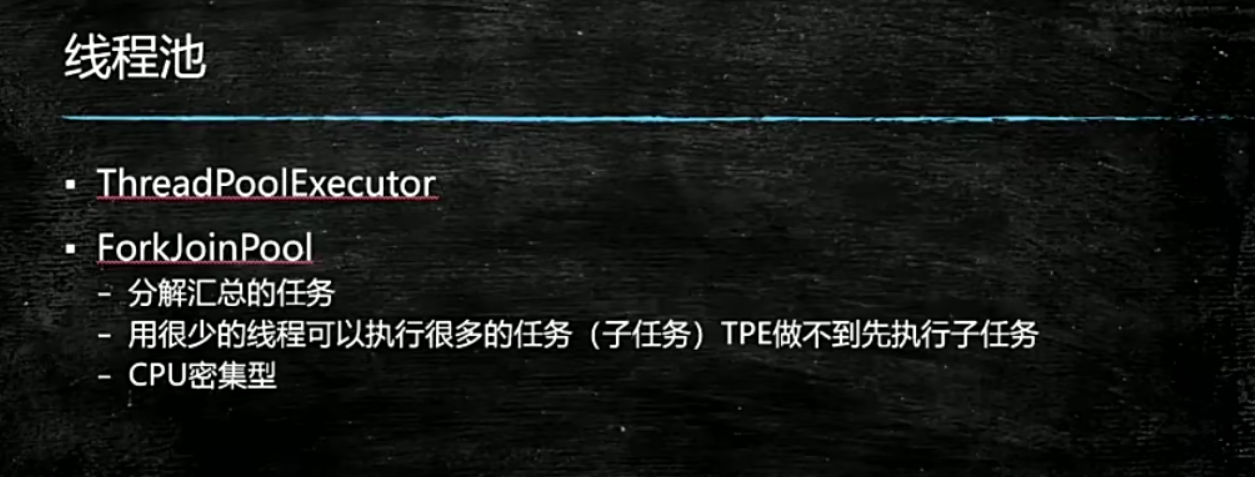 线程池
▪ ThreadPoolExecutor
▪ ForkJoinPool
– 分解汇总的任务
– 用很少的线程可以执行很多的任务（子任务）TPE做不到先执行子任务
– CPU密集型